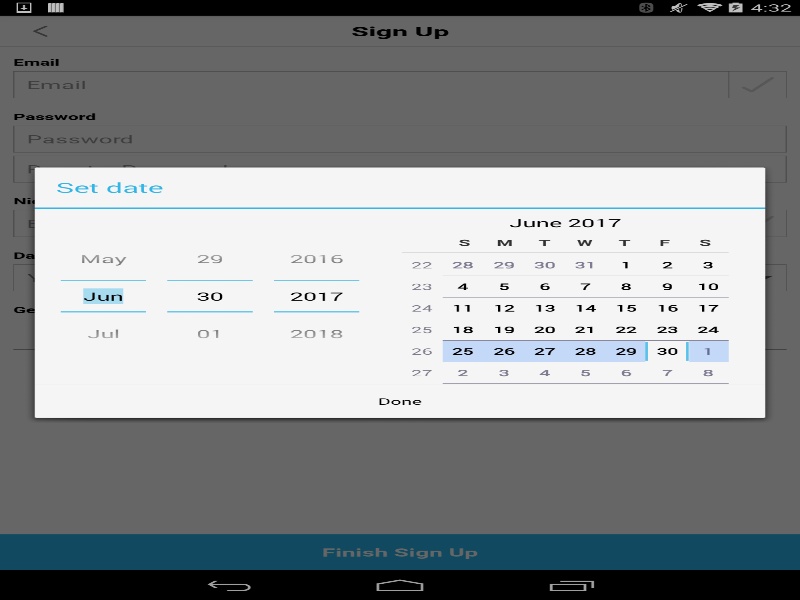 4:32
Sign Up
Email
Email
Password
Password
Set date
May 29 2016
Jun 30 2017
Jul 01 2018
June 2017
S M T W T F S
22 28 29 30 31 1 2 3
23 4 5 6 7 8 9 10
24 11 12 13 14 15 16 17
25 18 19 20 21 22 23 24
26 25 26 27 28 29 30 1
27 2 3 4 5 6 7 8
Done
Finish Sign Up